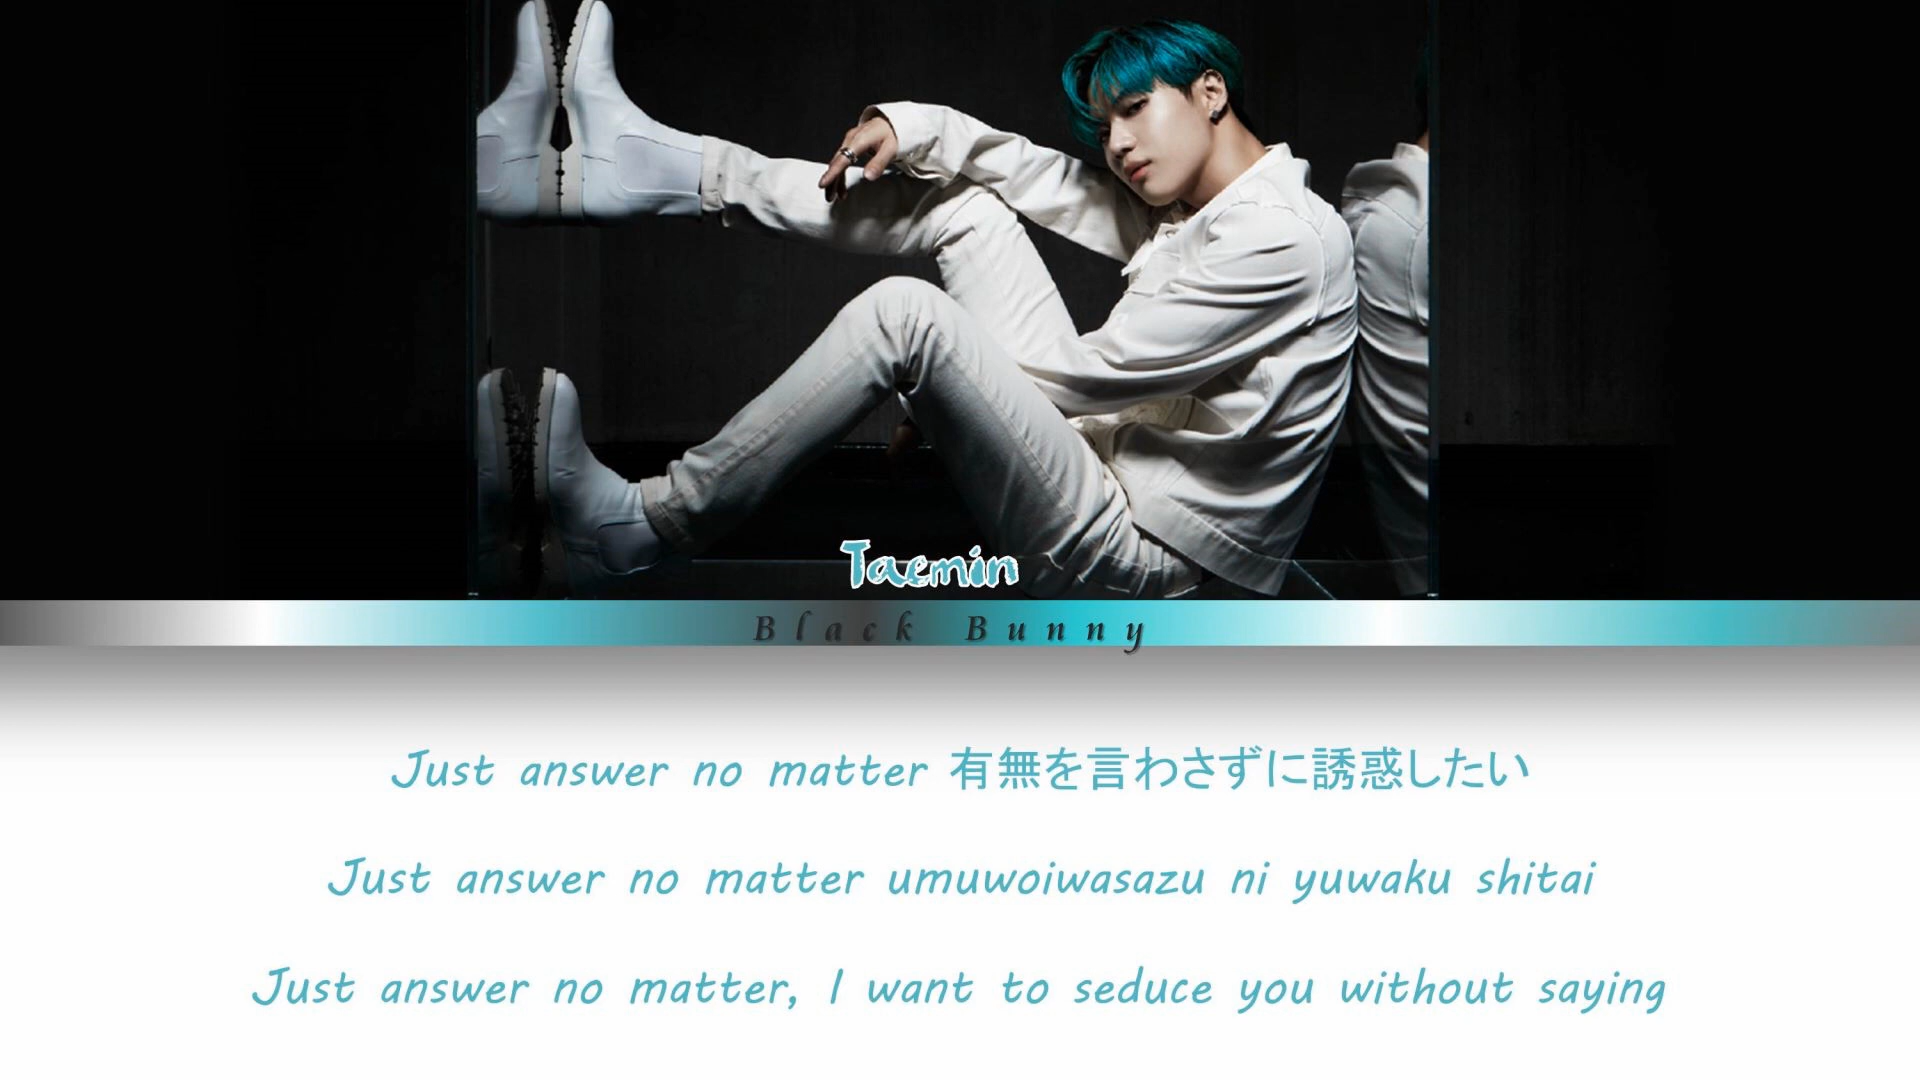 Taemin
Black Bunny
Just answer no matter 有無を言わさずに誘惑したい
Just answer no matter umuwoiwasazu ni yuwaku shitai
Just answer no matter, I want to seduce you without saying